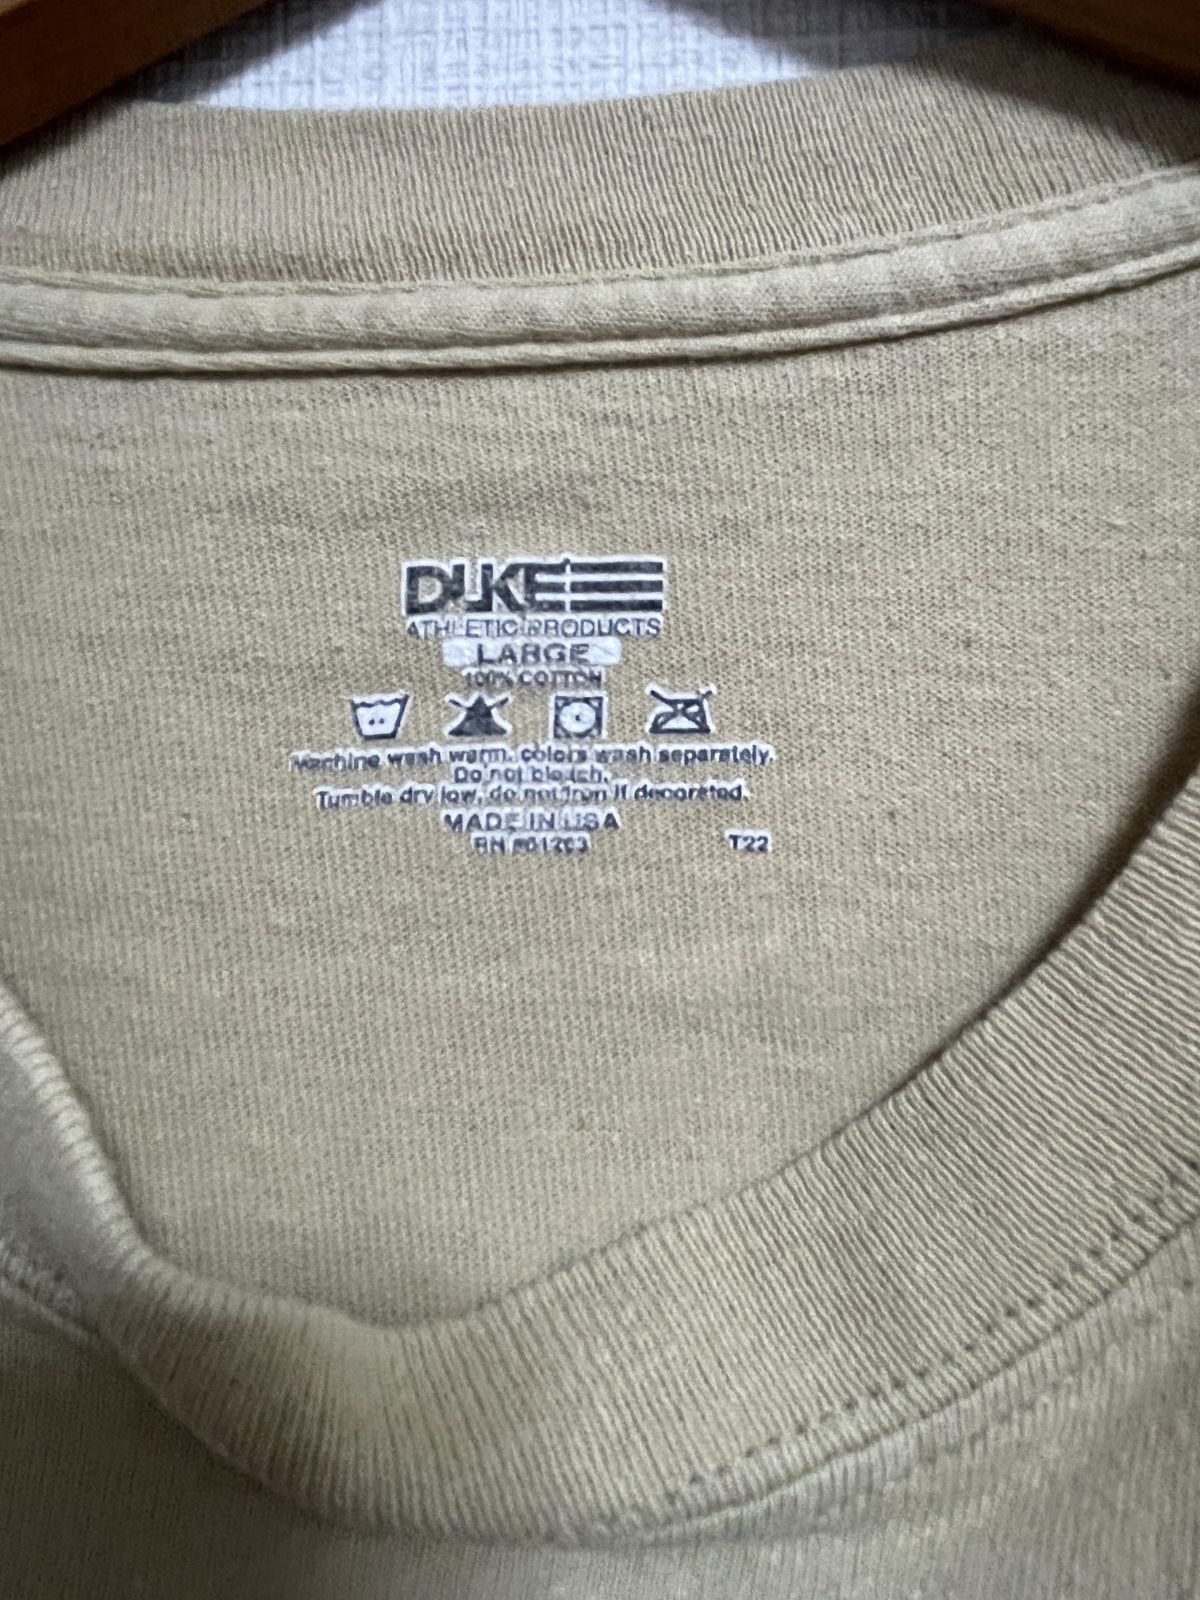 DUKE
ATHLETIC PRODUCTS
LARGE
100% COTTON
Machine wash warm, colors wash separately.
Do not bleach.
Tumble dry low, do not iron if decorated.
MADE IN USA
RN T22